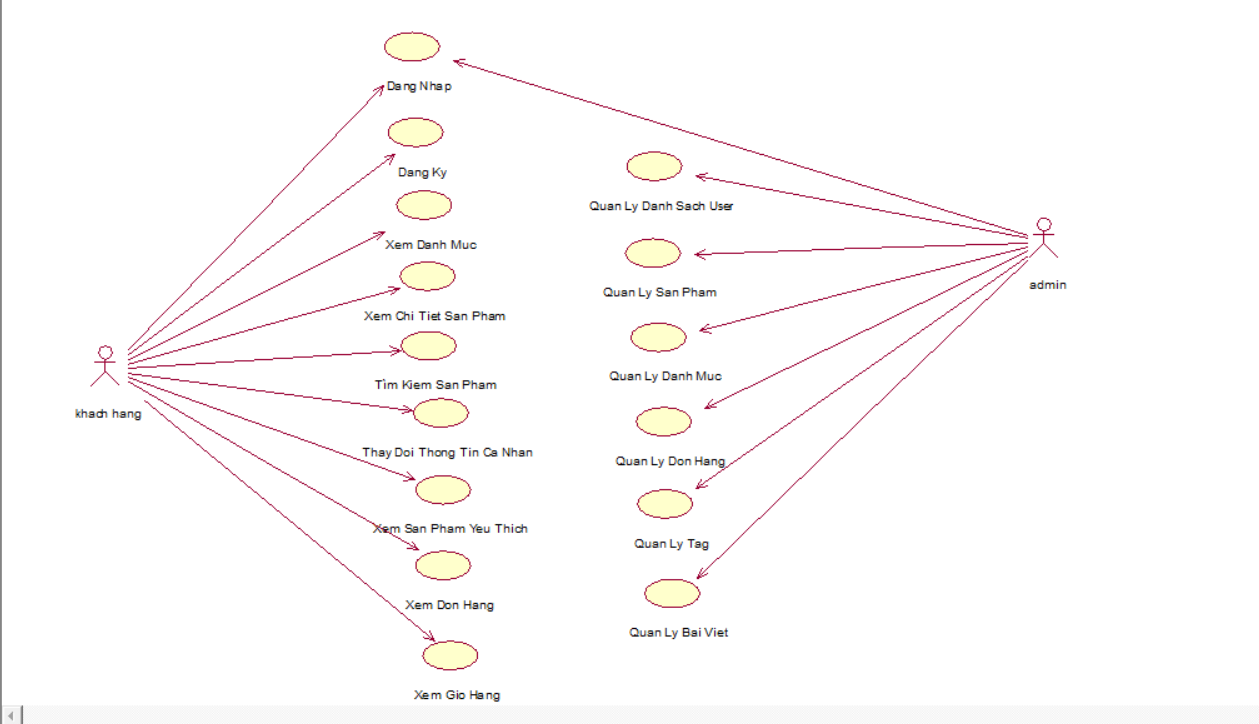 Dang Nhap
Dang Ky
Quan Ly Danh Sach User
Xem Danh Muc
admin
Quan Ly San Pham
Xem Chi Tiet San Pham
Quan Ly Danh Muc
Tìm Kiem San Pham
khach hang
Thay Doi Thong Tin Ca Nhan
Quan Ly Don Hang
Xem San Pham Yeu Thich
Quan Ly Tag
Xem Don Hang
Quan Ly Bai Viet
Xem Gio Hang